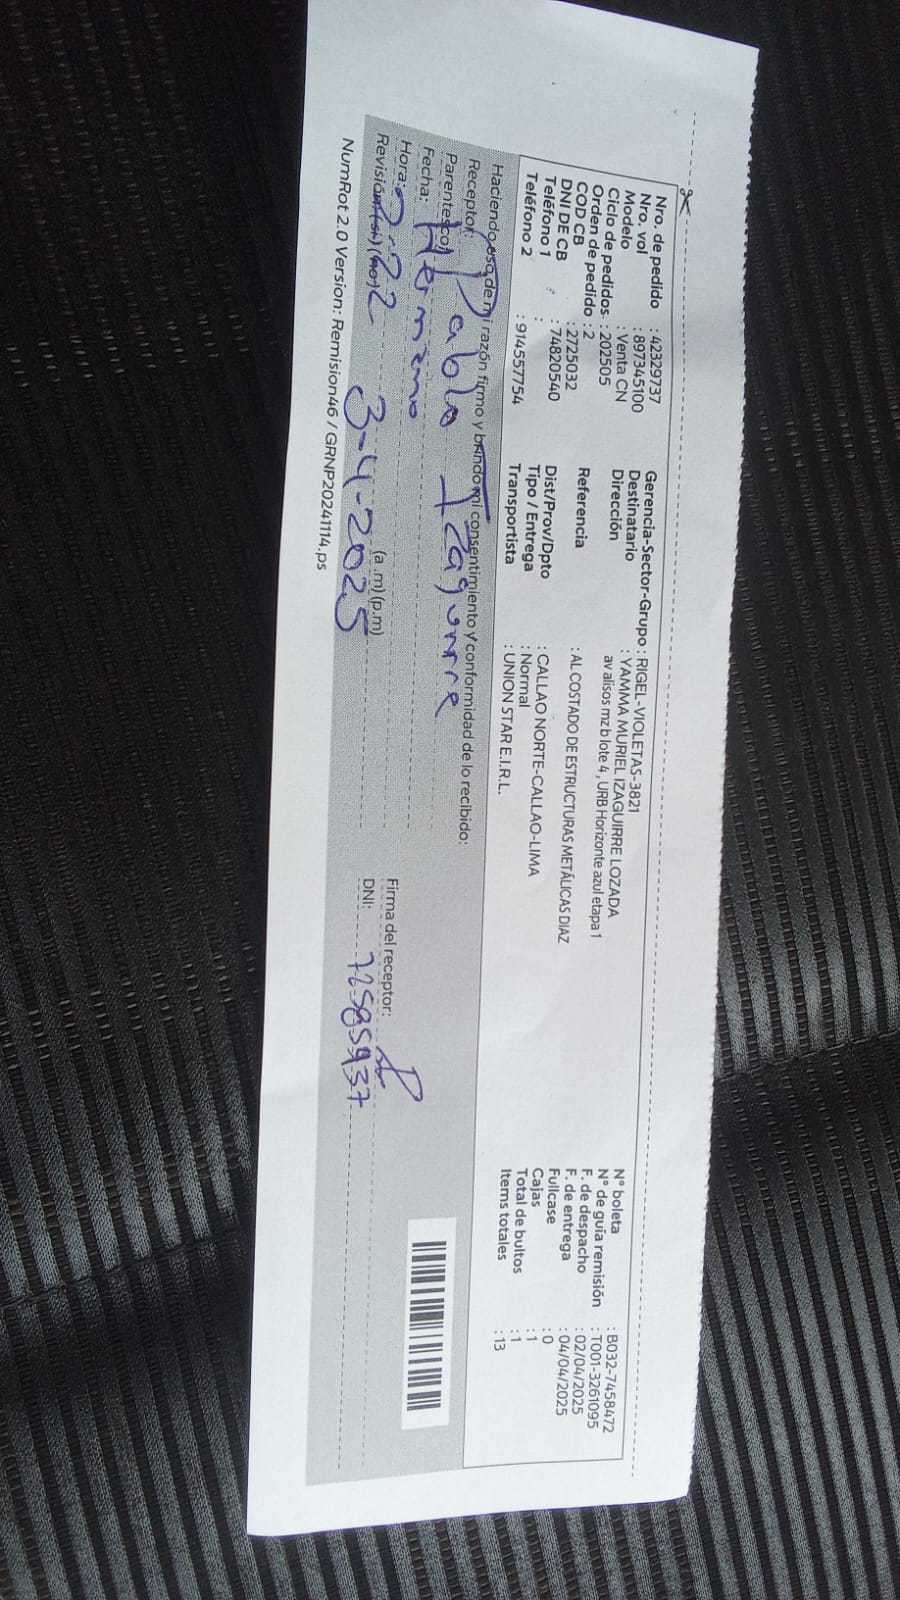 Nro. de pedido : 42329737
Nro. vol : 897345100
Modelo : Venta CN
Ciclo de pedidos : 202505
Orden de pedido : 2
COD CB : 2725032
DNI DE CB : 74820540
Teléfono 1 :
Teléfono 2 : 914557754
Gerencia-Sector-Grupo : RIGEL-VIOLETAS-3821
Destinatario : YAMMA MURIEL IZAGUIRRE LOZADA
Dirección av alisos mz b lote 4 , URB Horizonte azul etapa 1
Referencia : AL COSTADO DE ESTRUCTURAS METÁLICAS DIAZ
Dist/Prov/Dpto : CALLAO NORTE-CALLAO-LIMA
Tipo / Entrega : Normal
Transportista : UNION STAR E.I.R.L.
N° boleta : B032-7458472
N° de guía remisión : T001-3261095
F. de despacho : 02/04/2025
F. de entrega : 04/04/2025
Fullcase : 0
Cajas : 1
Total de bultos : 1
Items totales : 13
Haciendo uso de mi razón firmo y brindo mi consentimiento y conformidad de lo recibido:
Receptor: Pablo Izaguirre
Parentesco: Hermano
Fecha:
Hora: 2:22 (a .m) (p.m)
Revisión (si) (no) 3-4-2025
Firma del receptor:
DNI: 72585937
NumRot 2.0 Version: Remision46 / GRNP20241114.ps